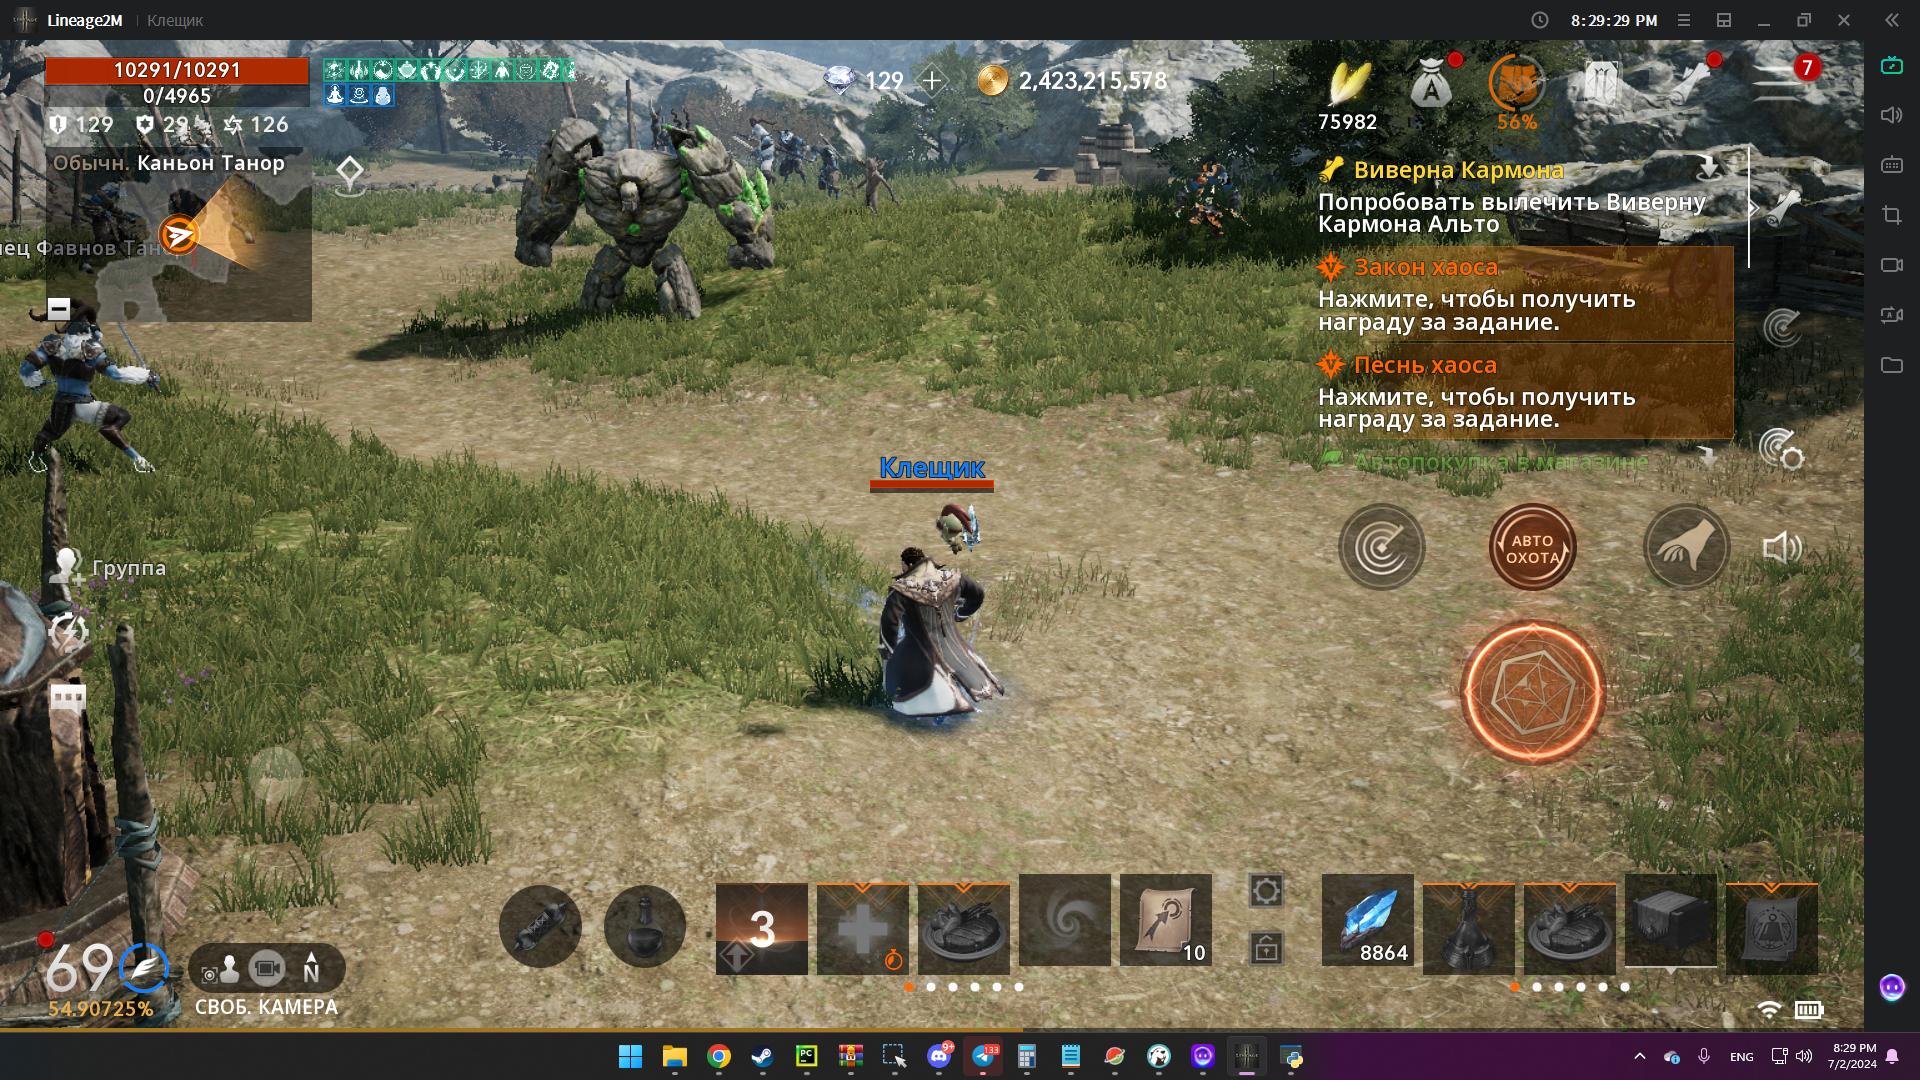 Lineage2M
Клещик
8:29:29 PM
10291/10291
0/4965
129
29
126
129
2,423,215,578
75982
A
56%
7
Обычн. Каньон Танор
Виверна Кармона
Попробовать вылечить Виверну
Кармона Альто
Закон хаоса
Нажмите, чтобы получить
награду за задание.
Песнь хаоса
Нажмите, чтобы получить
награду за задание.
Автопокупка в магазине
Клещик
АВТО
ОХОТА
Группа
3
10
8864
69
54.90725%
N
СВОБ. КАМЕРА
PC
9+
133
ENG
8:29 PM
7/2/2024